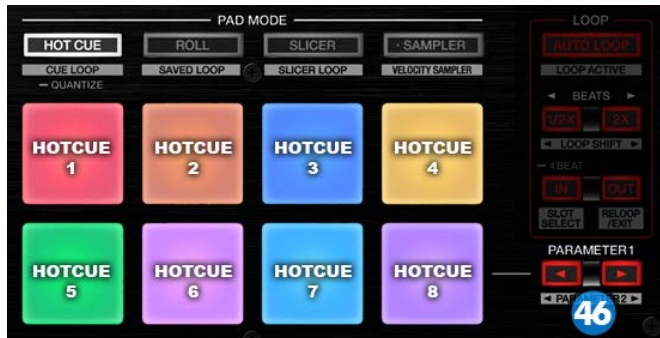 PAD MODE
HOT CUE
ROLL
SLICER
· SAMPLER
CUE LOOP
SAVED LOOP
SLICER LOOP
VELOCITY SAMPLER
– QUANTIZE
HOTCUE
1
HOTCUE
2
HOTCUE
3
HOTCUE
4
HOTCUE
5
HOTCUE
6
HOTCUE
7
HOTCUE
8
LOOP
AUTO LOOP
LOOP ACTIVE
◄ BEATS ►
1/2X
2X
◄ LOOP SHIFT ►
– 4 BEAT
IN
OUT
SLOT
SELECT
RELOOP
/EXIT
PARAMETER 1
46